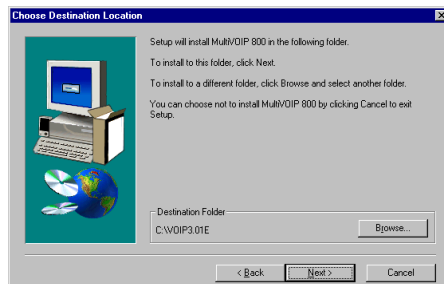 Choose Destination Location
Setup will install MultiVOIP 800 in the following folder.
To install to this folder, click Next.
To install to a different folder, click Browse and select another folder.
You can choose not to install MultiVOIP 800 by clicking Cancel to exit
Setup.
Destination Folder
C:\VOIP3.01E
Browse...
< Back
Next >
Cancel